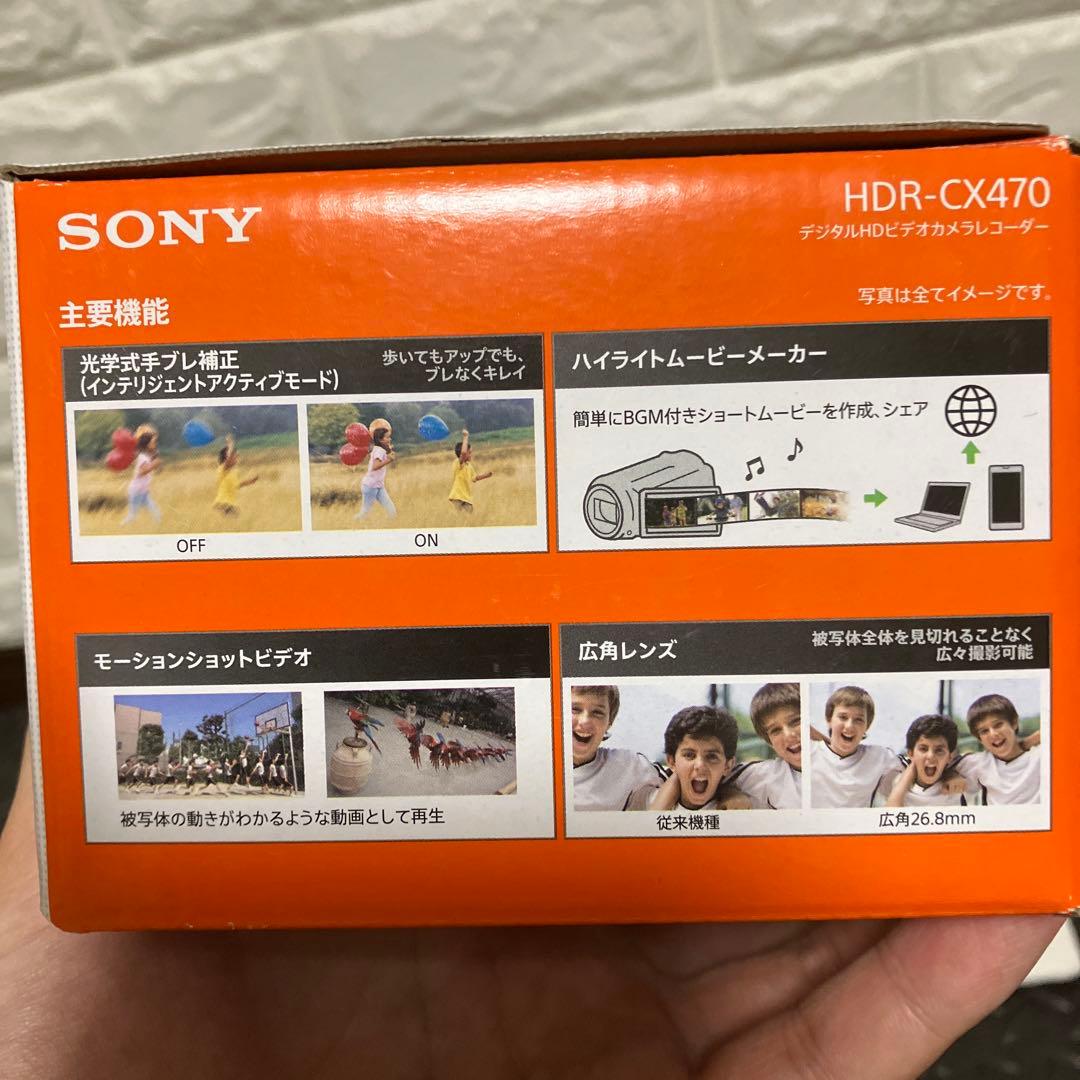 SONY
HDR-CX470
デジタルHDビデオカメラレコーダー
写真は全てイメージです。
主要機能
光学式手ブレ補正
(インテリジェントアクティブモード)
歩いてもアップでも、
ブレなくキレイ
OFF
ON
ハイライトムービーメーカー
簡単にBGM付きショートムービーを作成、シェア
モーションショットビデオ
被写体の動きがわかるような動画として再生
広角レンズ
被写体全体を見切れることなく
広々撮影可能
従来機種
広角26.8mm